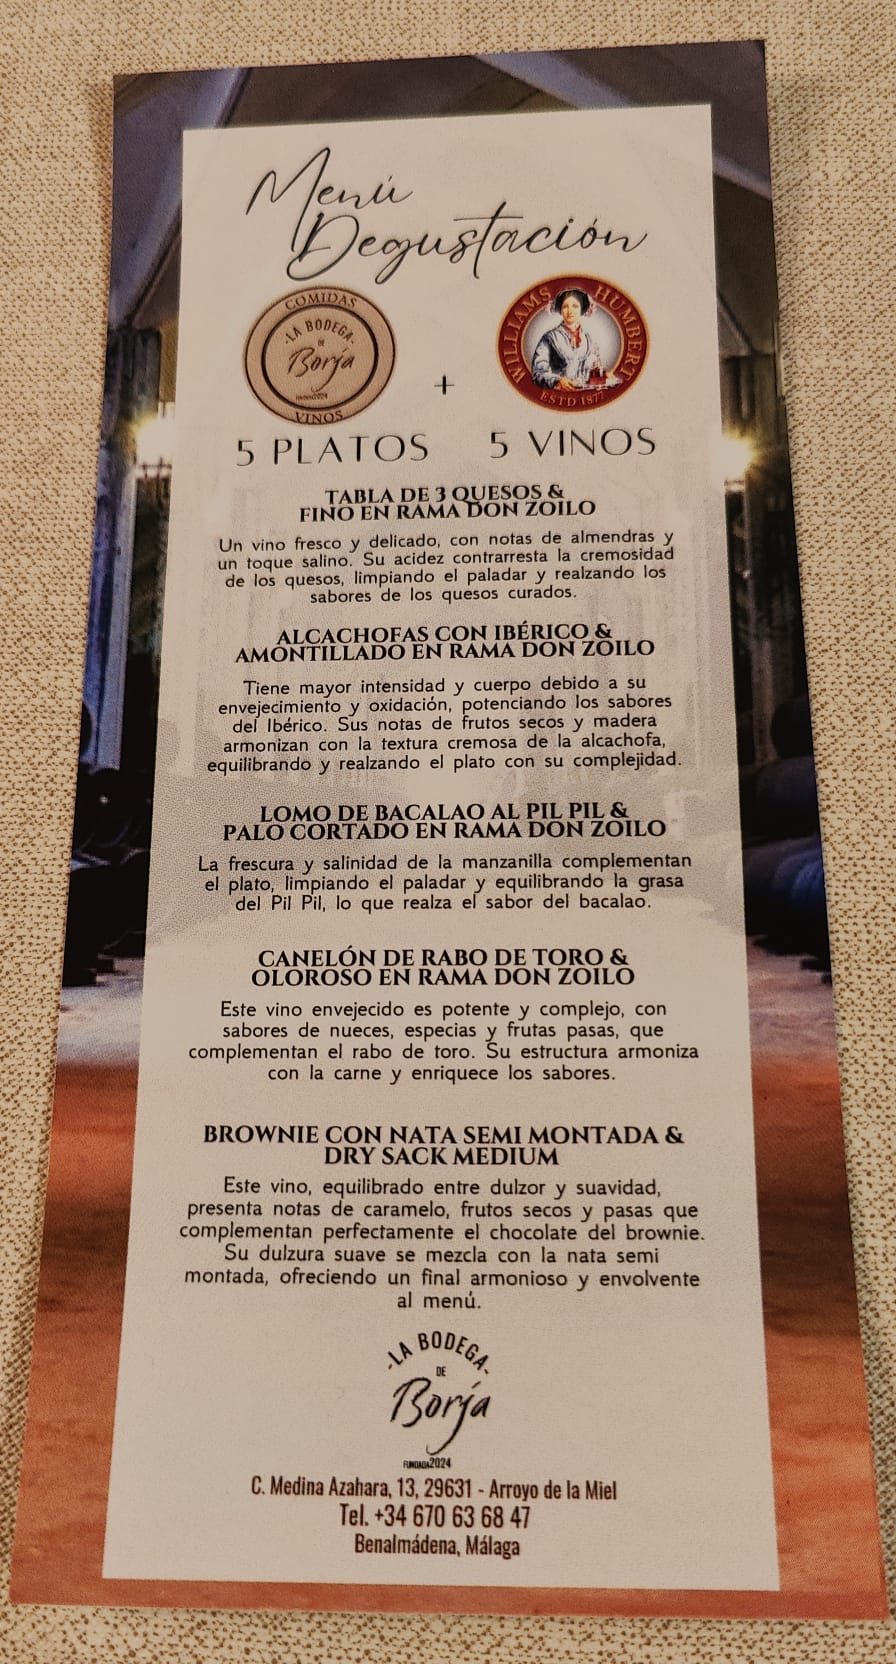 Menú
Degustación
COMIDAS
-LA BODEGA-
DE
Borja
VINOS
+
WILLIAMS HUMBERT
ESTD 1877
5 PLATOS 5 VINOS
TABLA DE 3 QUESOS &
FINO EN RAMA DON ZOILO
Un vino fresco y delicado, con notas de almendras y
un toque salino. Su acidez contrarresta la cremosidad
de los quesos, limpiando el paladar y realzando los
sabores de los quesos curados.
ALCACHOFAS CON IBÉRICO &
AMONTILLADO EN RAMA DON ZOILO
Tiene mayor intensidad y cuerpo debido a su
envejecimiento y oxidación, potenciando los sabores
del Ibérico. Sus notas de frutos secos y madera
armonizan con la textura cremosa de la alcachofa,
equilibrando y realzando el plato con su complejidad.
LOMO DE BACALAO AL PIL PIL &
PALO CORTADO EN RAMA DON ZOILO
La frescura y salinidad de la manzanilla complementan
el plato, limpiando el paladar y equilibrando la grasa
del Pil Pil, lo que realza el sabor del bacalao.
CANELÓN DE RABO DE TORO &
OLOROSO EN RAMA DON ZOILO
Este vino envejecido es potente y complejo, con
sabores de nueces, especias y frutas pasas, que
complementan el rabo de toro. Su estructura armoniza
con la carne y enriquece los sabores.
BROWNIE CON NATA SEMI MONTADA &
DRY SACK MEDIUM
Este vino, equilibrado entre dulzor y suavidad,
presenta notas de caramelo, frutos secos y pasas que
complementan perfectamente el chocolate del brownie.
Su dulzura suave se mezcla con la nata semi
montada, ofreciendo un final armonioso y envolvente
al menú.
-LA BODEGA-
DE
Borja
FUNDADA2024
C. Medina Azahara, 13, 29631 - Arroyo de la Miel
Tel. +34 670 63 68 47
Benalmádena, Málaga